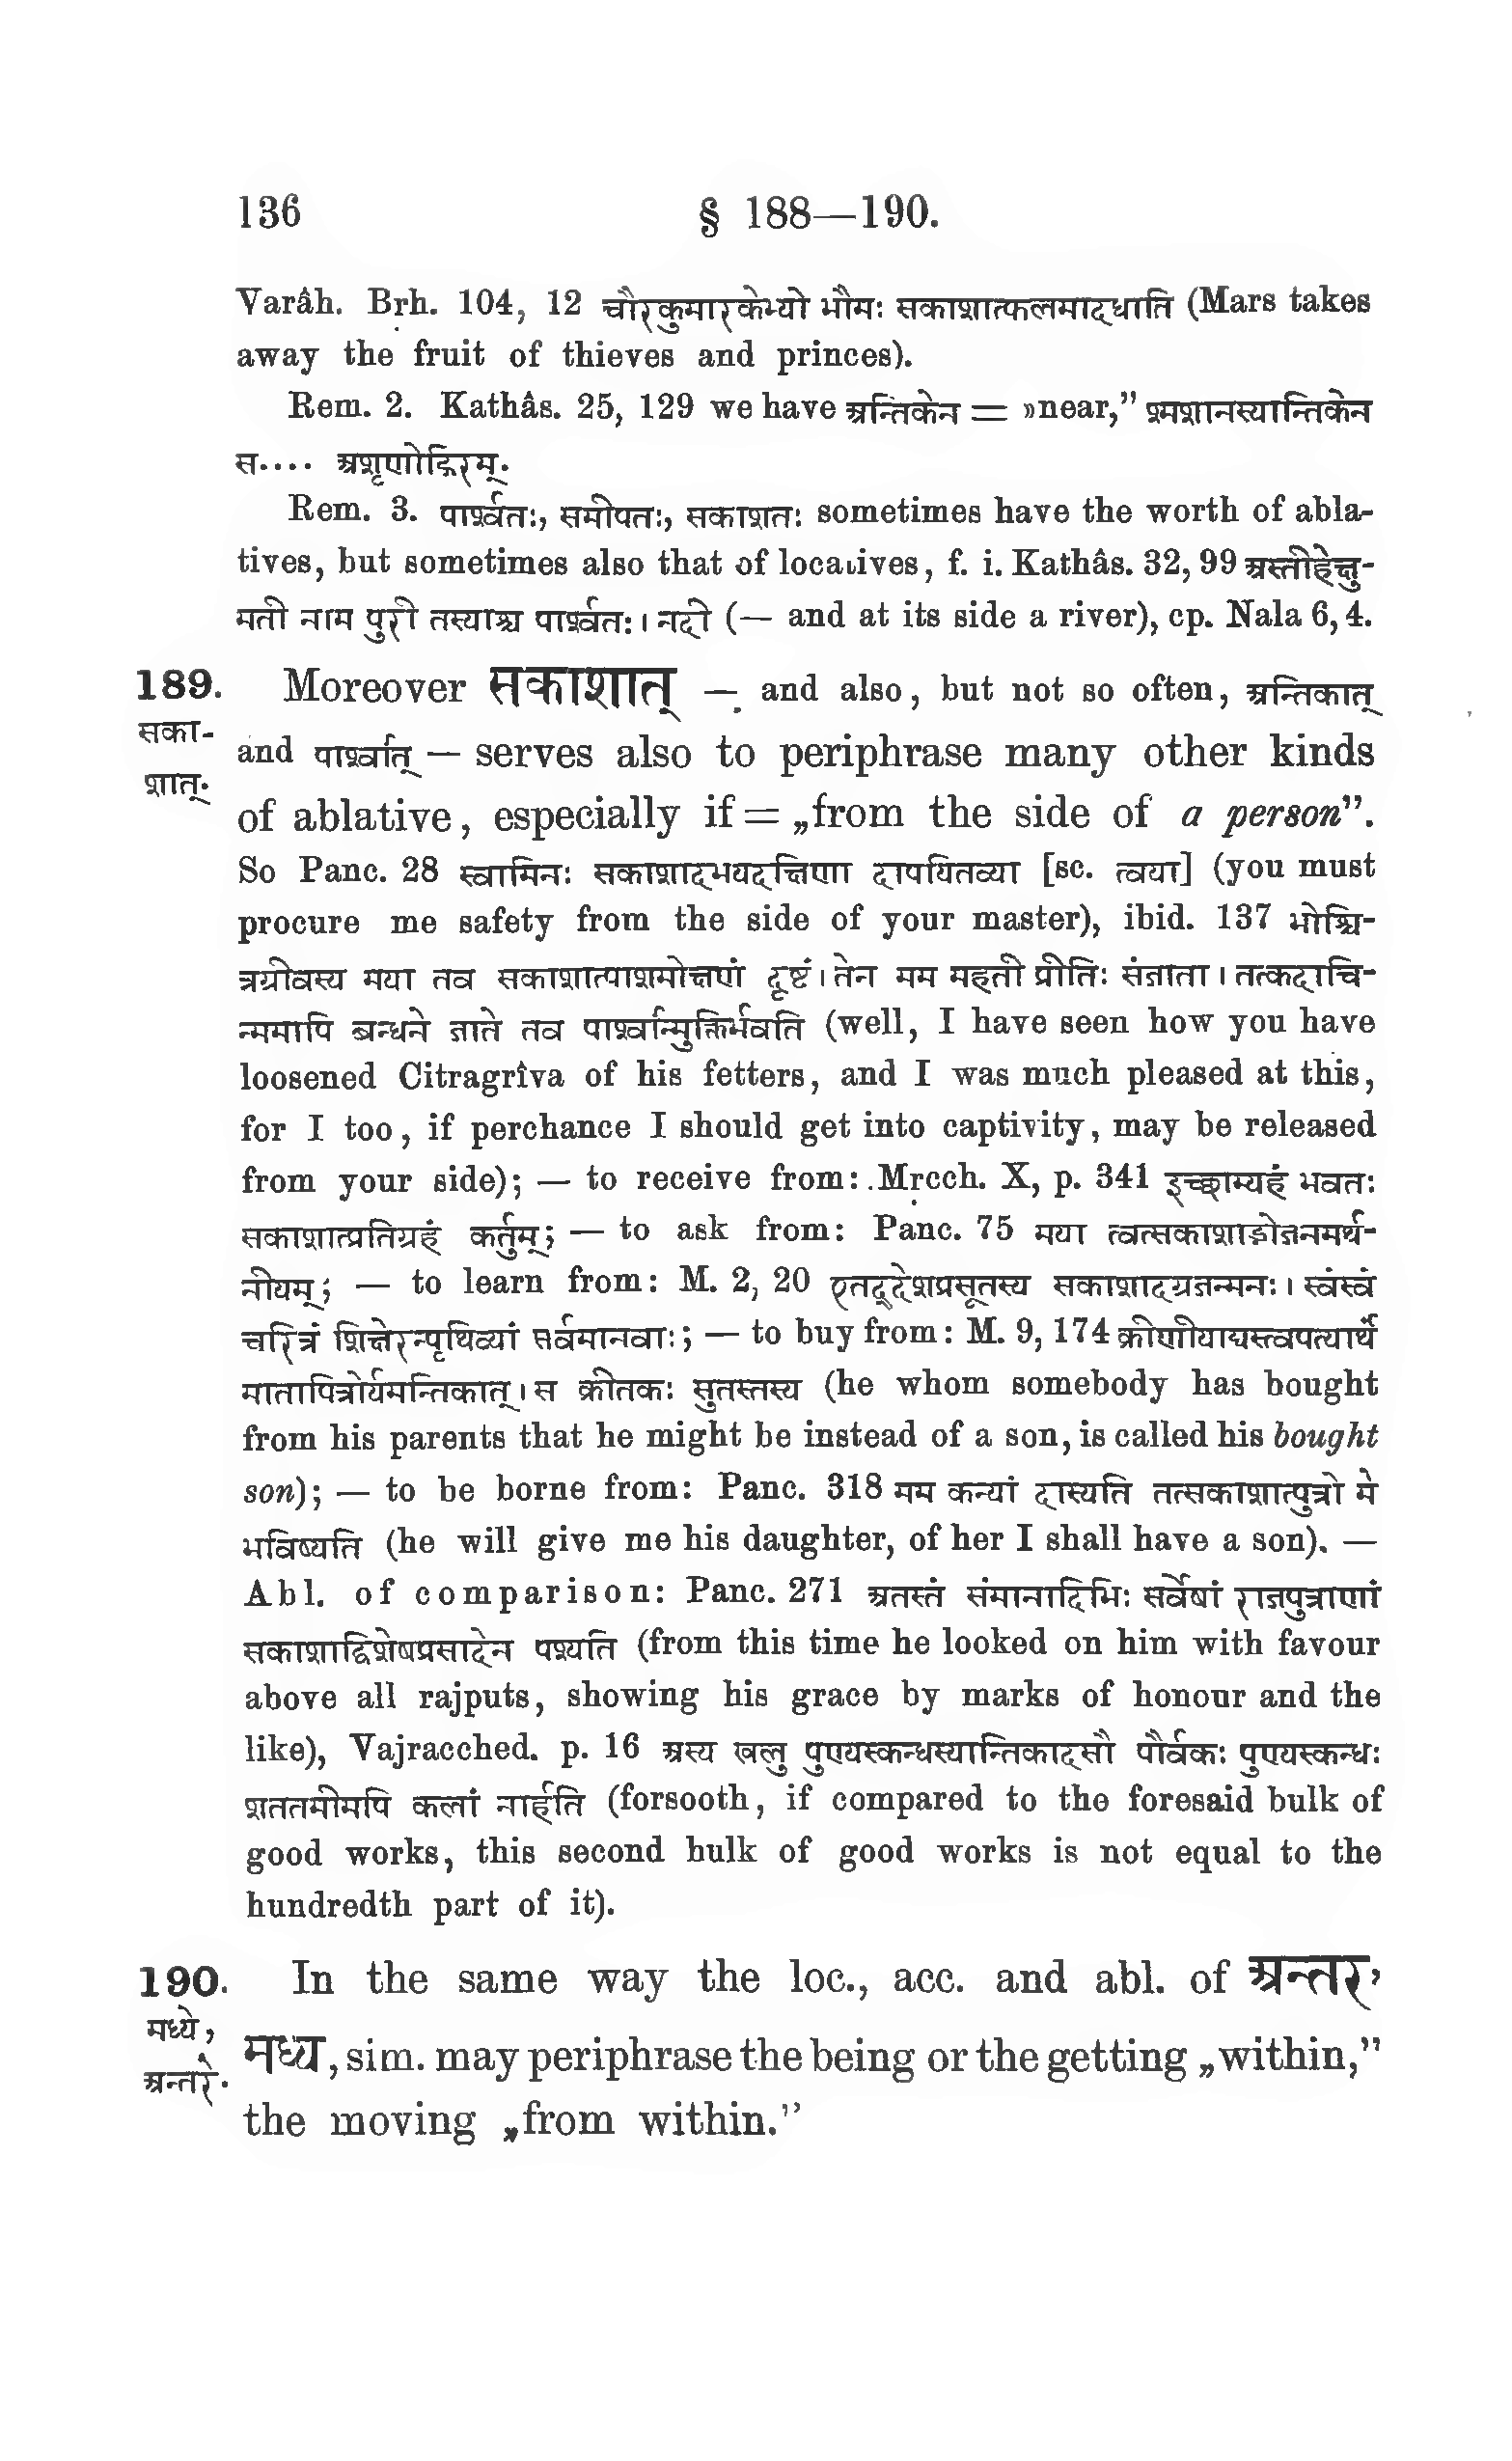 136 § 188—190.
Varâh. Bṛh. 104, 12 चौरकुमारकेभ्यो भौमः सकाशात्फलमादधाति (Mars takes
away the fruit of thieves and princes).
Rem. 2. Kathâs. 25, 129 we have अन्तिकेन = »near,” श्मशानस्यान्तिकेन
स.... अशृणोद्गिरम्.
Rem. 3. पार्श्वतः, समीपतः, सकाशतः sometimes have the worth of abla-
tives, but sometimes also that of locatives, f. i. Kathâs. 32, 99 अस्तीहेक्षु-
मती नाम पुरी तस्याश्च पार्श्वतः । नदी (— and at its side a river), cp. Nala 6, 4.
189. Moreover सकाशात् — and also, but not so often, अन्तिकात्
सका-
and पार्श्वात् — serves also to periphrase many other kinds
शात्.
of ablative, especially if = „from the side of a person”.
So Panc. 28 स्वामिनः सकाशादभयदक्षिणा दापयितव्या [sc. त्वया] (you must
procure me safety from the side of your master), ibid. 137 भोश्चि-
त्रग्रीवस्य मया तव सकाशात्पाशमोक्षणं दृष्टं । तेन मम महती प्रीतिः संजाता । तत्कदाचि-
न्ममापि बन्धने जाते तव पार्श्वान्मुक्तिर्भवति (well, I have seen how you have
loosened Citragrîva of his fetters, and I was much pleased at this,
for I too, if perchance I should get into captivity, may be released
from your side); — to receive from: Mṛcch. X, p. 341 इच्छाम्यहं भवतः
सकाशात्प्रतिग्रहं कर्तुम्; — to ask from: Panc. 75 मया त्वत्सकाशाद्भोजनमर्थ-
नीयम्; — to learn from: M. 2, 20 एतद्देशप्रसूतस्य सकाशादग्रजन्मनः । स्वंस्वं
चरित्रं शिक्षेरन्पृथिव्यां सर्वमानवाः; — to buy from: M. 9, 174 क्रीणीयाद्यस्त्वपत्यार्थे
मातापित्रोर्यमन्तिकात् । स क्रीतकः सुतस्तस्य (he whom somebody has bought
from his parents that he might be instead of a son, is called his bought
son); — to be borne from: Panc. 318 मम कन्यां दास्यति तत्सकाशात्पुत्रो मे
भविष्यति (he will give me his daughter, of her I shall have a son). —
Abl. of comparison: Panc. 271 अतस्तं संमानादिभिः सर्वेषां राजपुत्राणां
सकाशाद्विशेषप्रसादेन पश्यति (from this time he looked on him with favour
above all rajputs, showing his grace by marks of honour and the
like), Vajracched. p. 16 अस्य खलु पुण्यस्कन्धस्यान्तिकादसौ पौर्वकः पुण्यस्कन्धः
शततमीमपि कलां नार्हति (forsooth, if compared to the foresaid bulk of
good works, this second bulk of good works is not equal to the
hundredth part of it).
190. In the same way the loc., acc. and abl. of अन्तर,
मध्ये,
मध्य, sim. may periphrase the being or the getting „within,”
अन्तरे.
the moving „from within.”